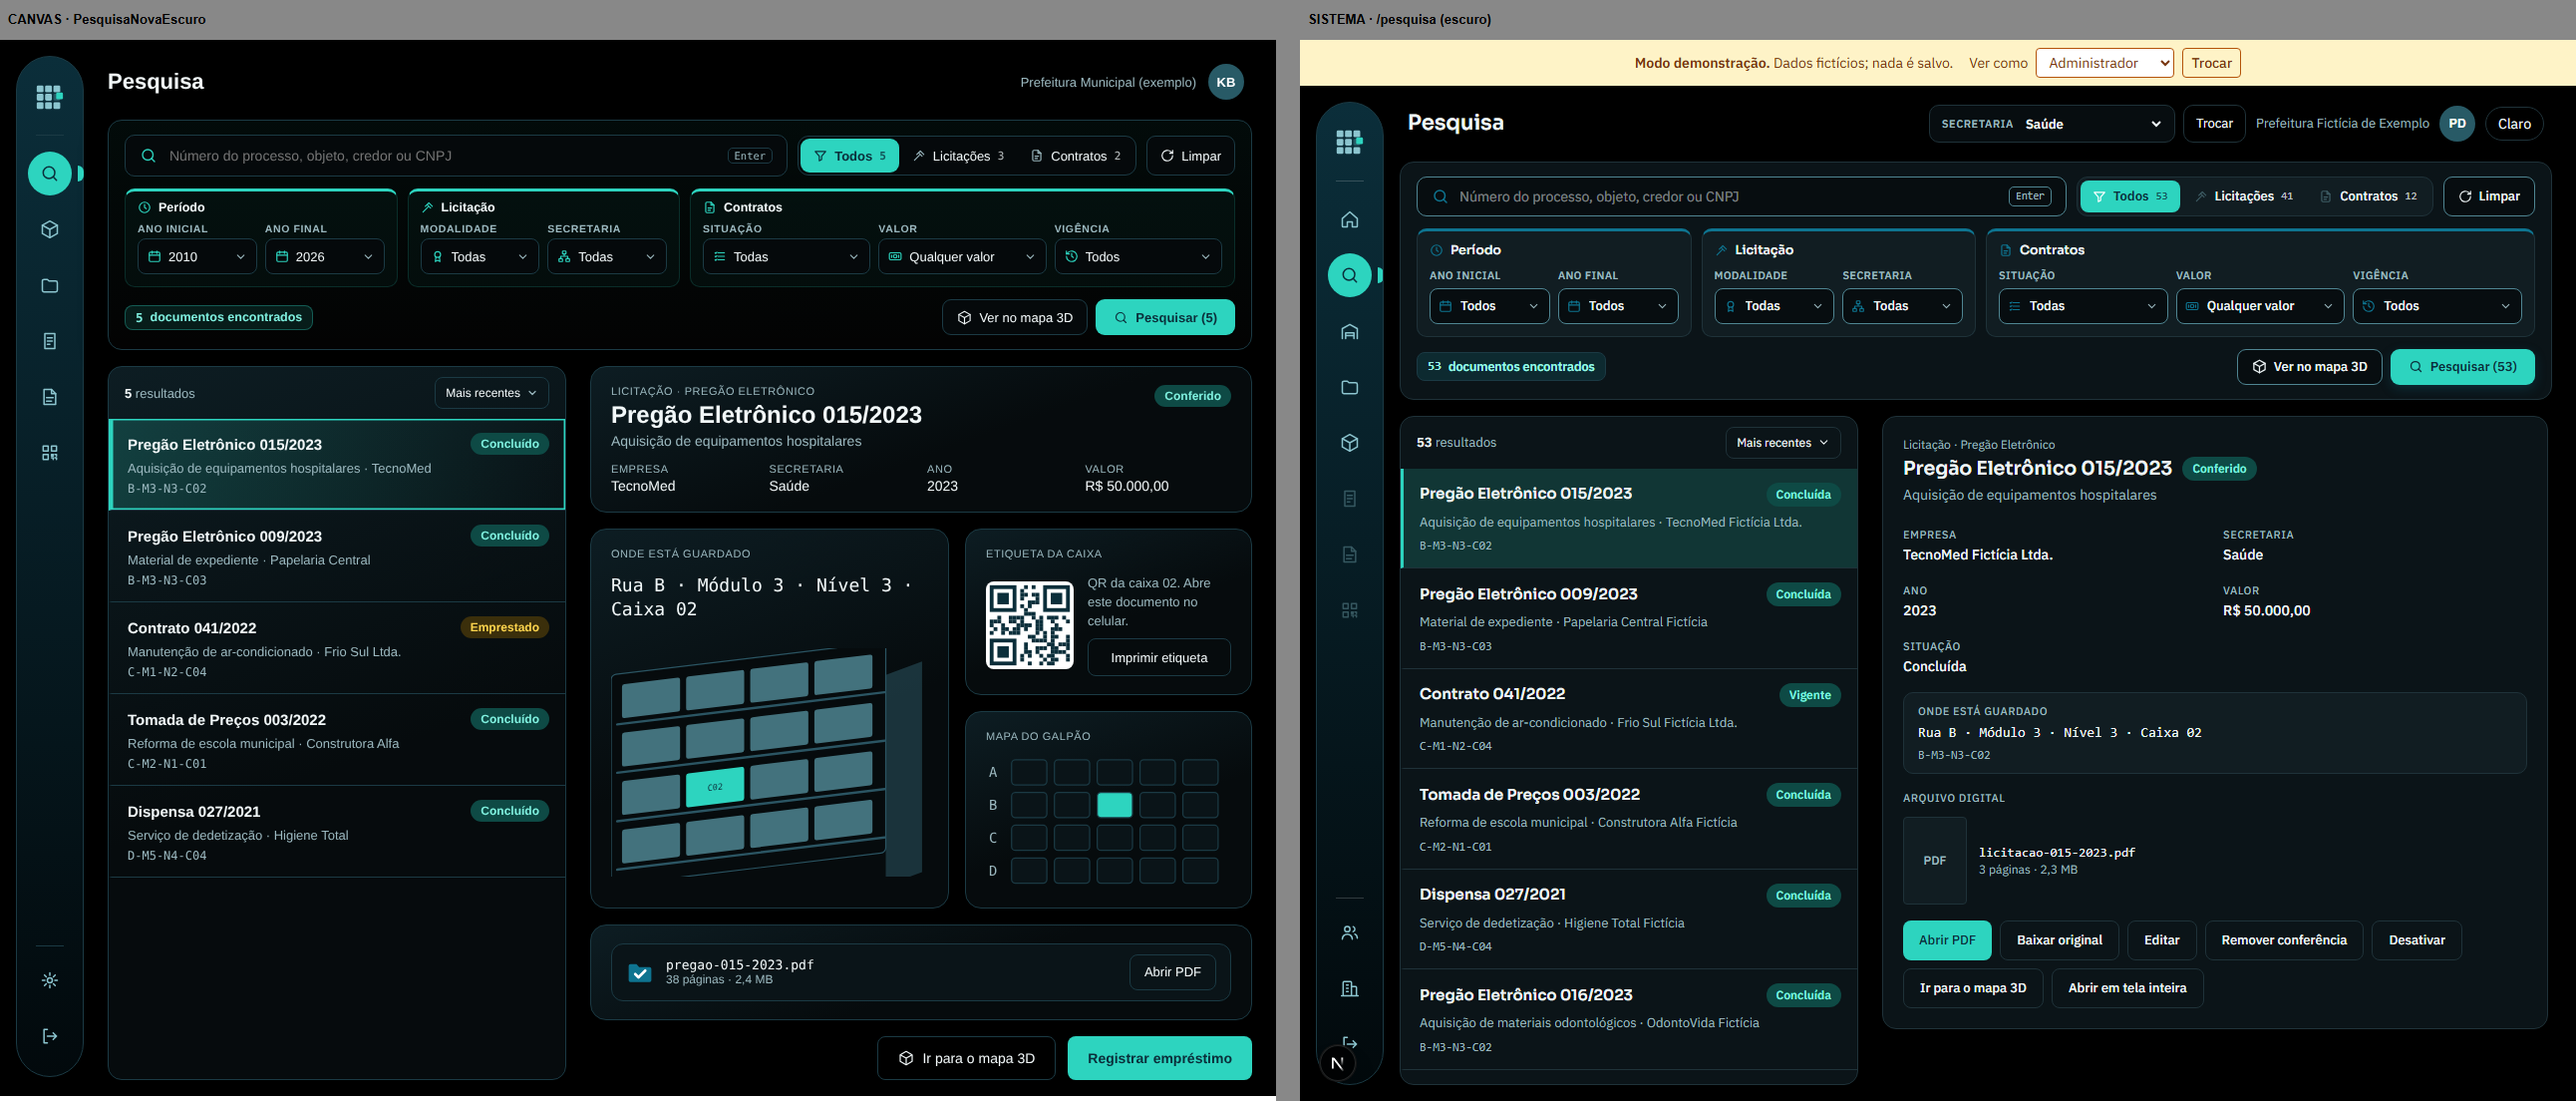 CANVAS · PesquisaNovaEscuro
Pesquisa
Prefeitura Municipal (exemplo)
KB
Número do processo, objeto, credor ou CNPJ
Enter
Todos 5
Licitações 3
Contratos 2
Limpar
Período
Licitação
Contratos
ANO INICIAL
ANO FINAL
MODALIDADE
SECRETARIA
SITUAÇÃO
VALOR
VIGÊNCIA
2010
2026
Todas
Todas
Todas
Qualquer valor
Todos
5 documentos encontrados
Ver no mapa 3D
Pesquisar (5)
5 resultados
Mais recentes
Pregão Eletrônico 015/2023
Concluído
Aquisição de equipamentos hospitalares · TecnoMed
B-M3-N3-C02
Pregão Eletrônico 009/2023
Concluído
Material de expediente · Papelaria Central
B-M3-N3-C03
Contrato 041/2022
Emprestado
Manutenção de ar-condicionado · Frio Sul Ltda.
C-M1-N2-C04
Tomada de Preços 003/2022
Concluído
Reforma de escola municipal · Construtora Alfa
C-M2-N1-C01
Dispensa 027/2021
Concluído
Serviço de dedetização · Higiene Total
D-M5-N4-C04
LICITAÇÃO · PREGÃO ELETRÔNICO
Pregão Eletrônico 015/2023
Conferido
Aquisição de equipamentos hospitalares
EMPRESA
SECRETARIA
ANO
VALOR
TecnoMed
Saúde
2023
R$ 50.000,00
ONDE ESTÁ GUARDADO
Rua B · Módulo 3 · Nível 3 ·
Caixa 02
C02
ETIQUETA DA CAIXA
QR da caixa 02. Abre
este documento no
celular.
Imprimir etiqueta
MAPA DO GALPÃO
A
B
C
D
pregao-015-2023.pdf
38 páginas · 2,4 MB
Abrir PDF
Ir para o mapa 3D
Registrar empréstimo
SISTEMA · /pesquisa (escuro)
Modo demonstração. Dados fictícios; nada é salvo.
Ver como
Administrador
Trocar
Pesquisa
SECRETARIA Saúde
Trocar
Prefeitura Fictícia de Exemplo
PD
Claro
Número do processo, objeto, credor ou CNPJ
Enter
Todos 53
Licitações 41
Contratos 12
Limpar
Período
Licitação
Contratos
ANO INICIAL
ANO FINAL
MODALIDADE
SECRETARIA
SITUAÇÃO
VALOR
VIGÊNCIA
Todos
Todos
Todas
Todas
Todas
Qualquer valor
Todos
53 documentos encontrados
Ver no mapa 3D
Pesquisar (53)
53 resultados
Mais recentes
Pregão Eletrônico 015/2023
Concluída
Aquisição de equipamentos hospitalares · TecnoMed Fictícia Ltda.
B-M3-N3-C02
Pregão Eletrônico 009/2023
Concluída
Material de expediente · Papelaria Central Fictícia
B-M3-N3-C03
Contrato 041/2022
Vigente
Manutenção de ar-condicionado · Frio Sul Fictícia Ltda.
C-M1-N2-C04
Tomada de Preços 003/2022
Concluída
Reforma de escola municipal · Construtora Alfa Fictícia
C-M2-N1-C01
Dispensa 027/2021
Concluída
Serviço de dedetização · Higiene Total Fictícia
D-M5-N4-C04
Pregão Eletrônico 016/2023
Concluída
Aquisição de materiais odontológicos · OdontoVida Fictícia
B-M3-N3-C02
N
Licitação · Pregão Eletrônico
Pregão Eletrônico 015/2023
Conferido
Aquisição de equipamentos hospitalares
EMPRESA
SECRETARIA
TecnoMed Fictícia Ltda.
Saúde
ANO
VALOR
2023
R$ 50.000,00
SITUAÇÃO
Concluída
ONDE ESTÁ GUARDADO
Rua B · Módulo 3 · Nível 3 · Caixa 02
B-M3-N3-C02
ARQUIVO DIGITAL
PDF
licitacao-015-2023.pdf
3 páginas · 2,3 MB
Abrir PDF
Baixar original
Editar
Remover conferência
Desativar
Ir para o mapa 3D
Abrir em tela inteira